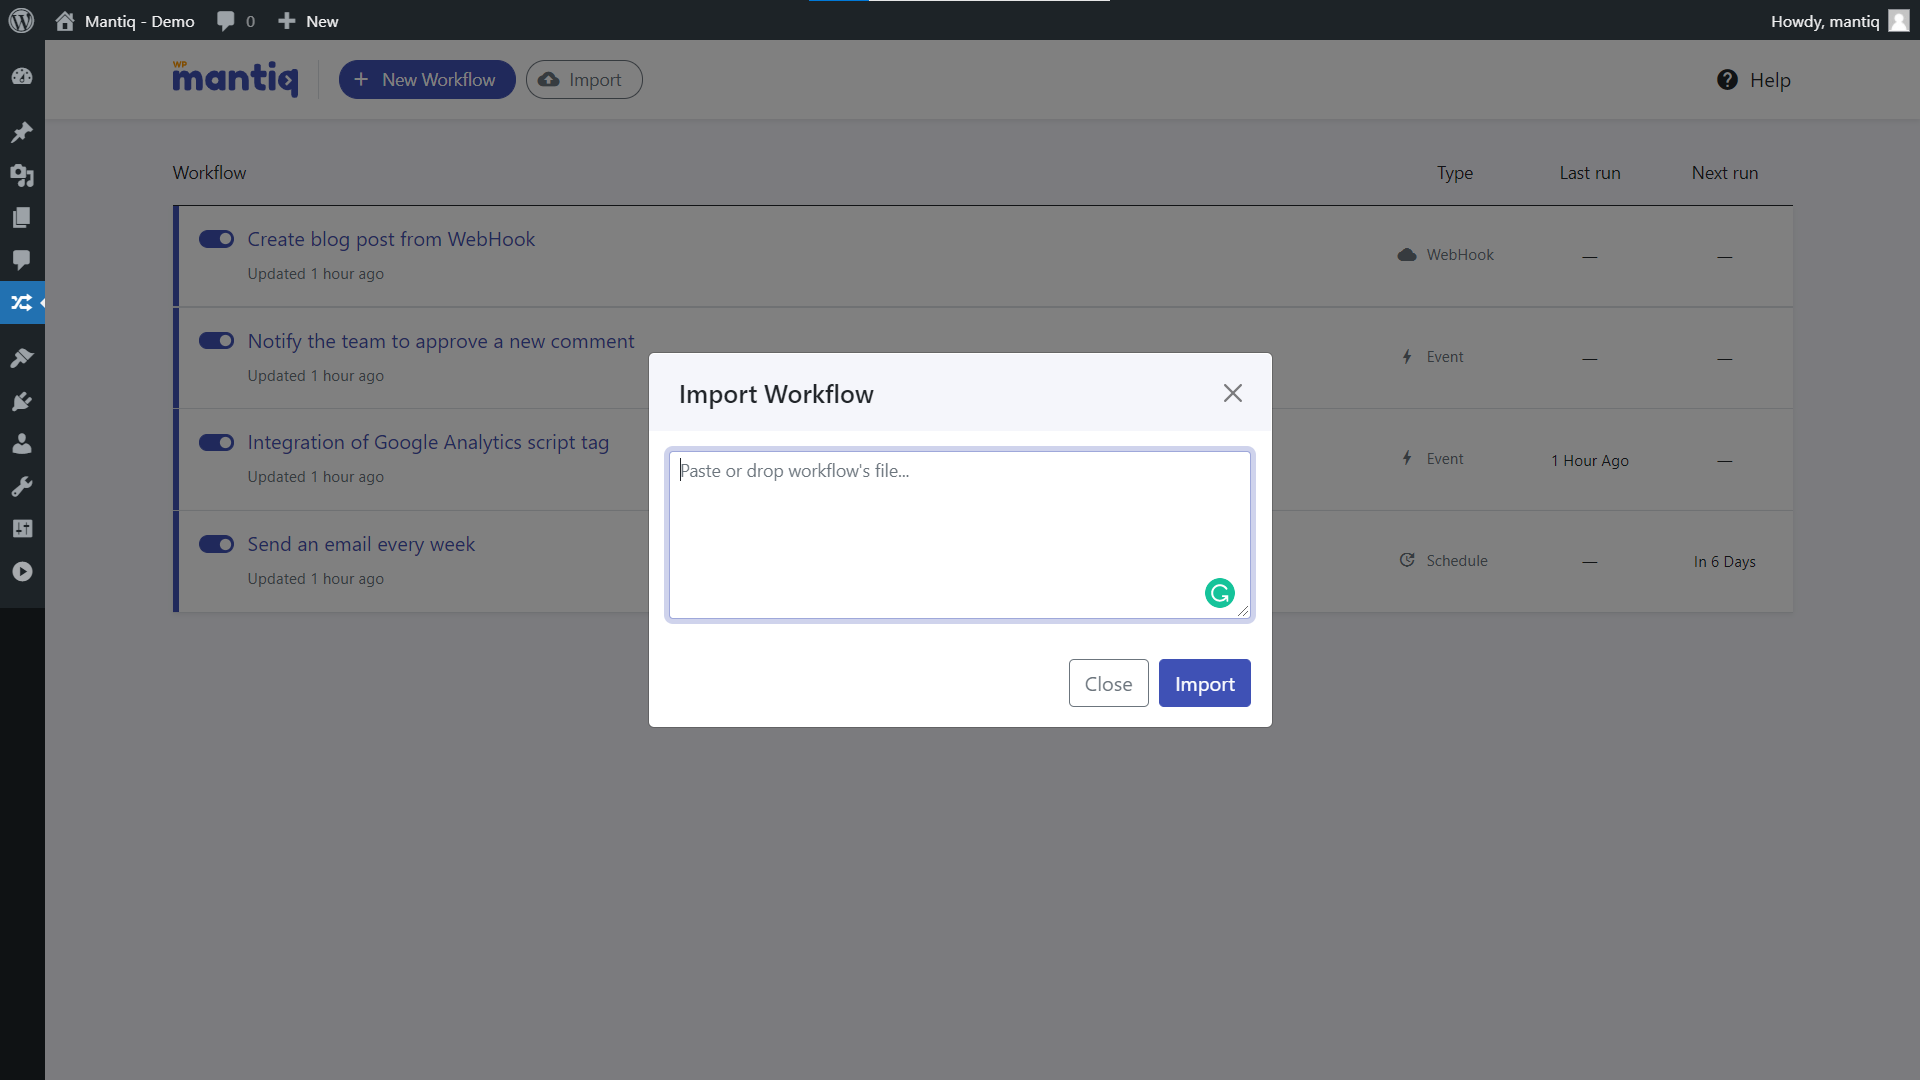 Mantiq - Demo 0 New Howdy, mantiq
WP mantiq New Workflow Import Help
Workflow Type Last run Next run
Create blog post from WebHook
Updated 1 hour ago
WebHook — —
Notify the team to approve a new comment
Updated 1 hour ago
Event — —
Integration of Google Analytics script tag
Updated 1 hour ago
Event 1 Hour Ago —
Send an email every week
Updated 1 hour ago
Schedule — In 6 Days
Import Workflow
Paste or drop workflow's file...
Close Import